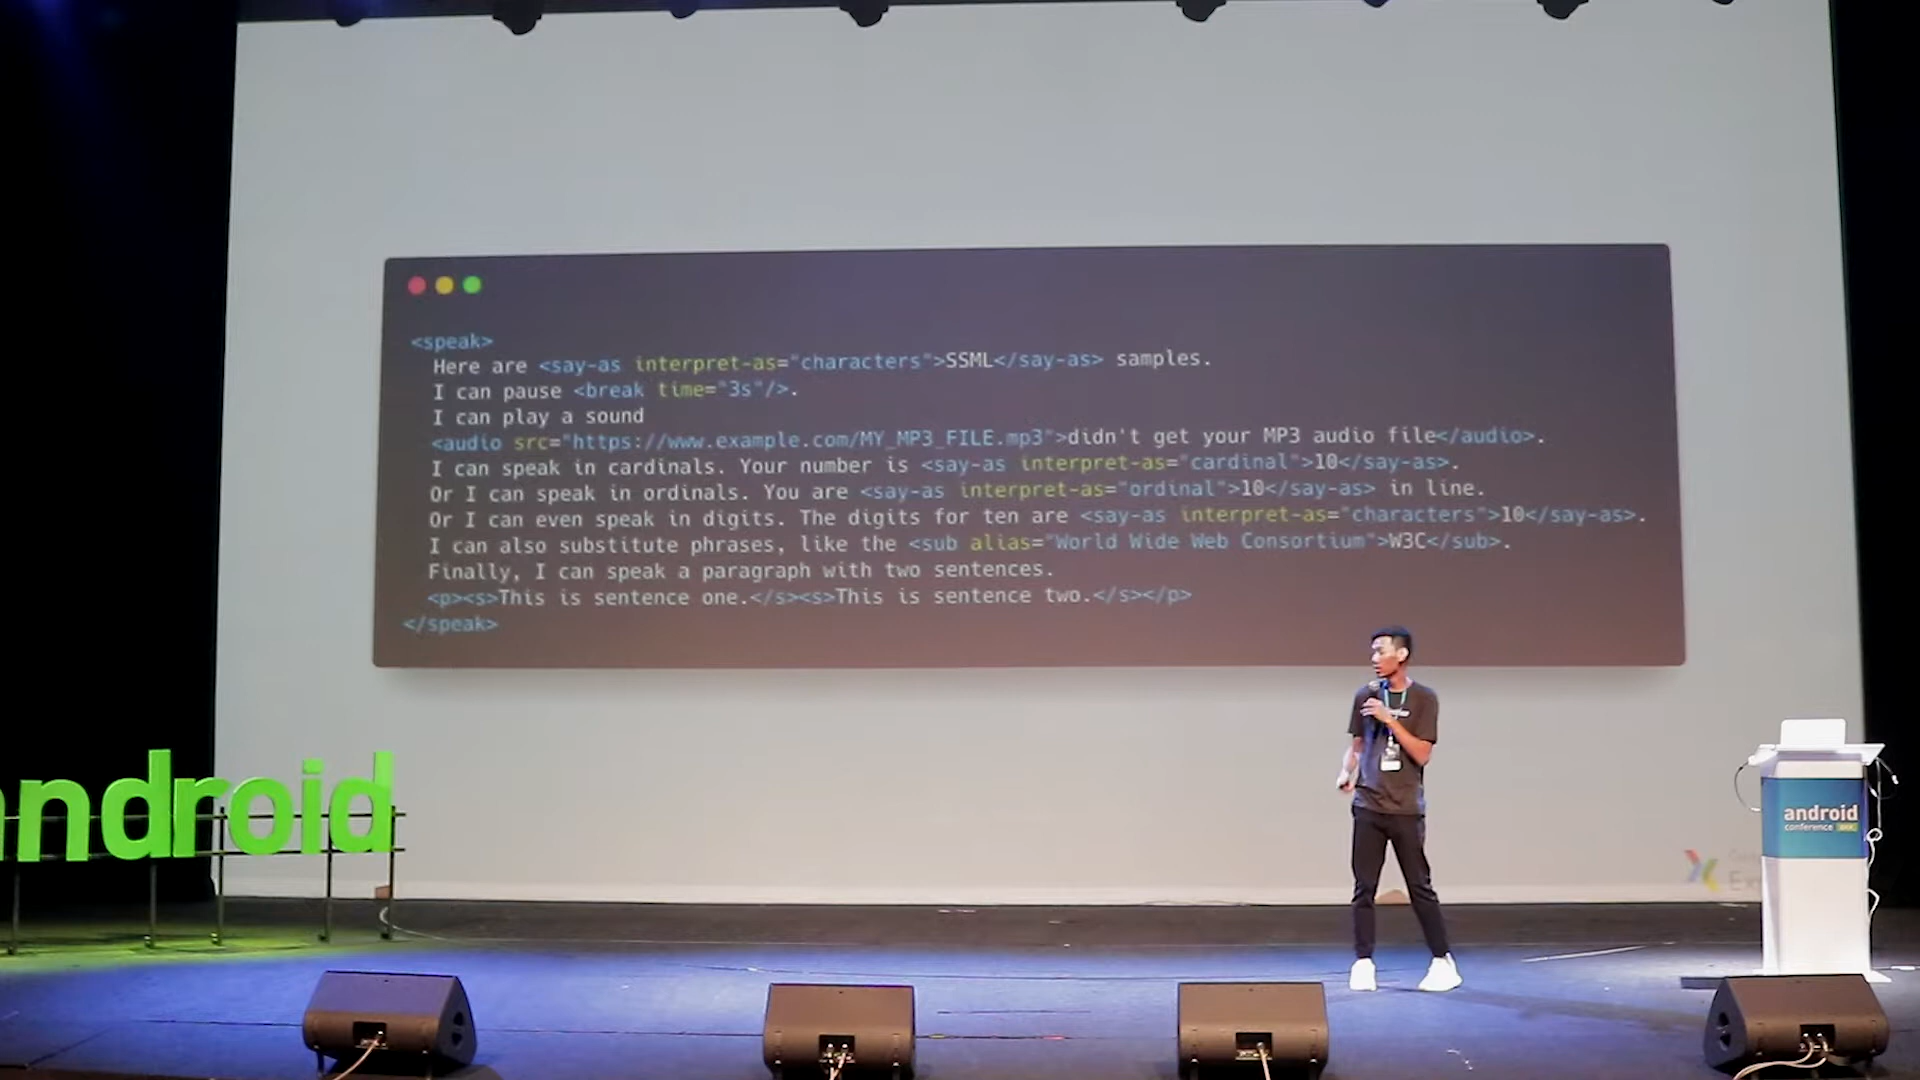 <speak>
Here are <say-as interpret-as="characters">SSML</say-as> samples.
I can pause <break time="3s"/>.
I can play a sound
<audio src="https://www.example.com/MY_MP3_FILE.mp3">didn't get your MP3 audio file</audio>.
I can speak in cardinals. Your number is <say-as interpret-as="cardinal">10</say-as>.
Or I can speak in ordinals. You are <say-as interpret-as="ordinal">10</say-as> in line.
Or I can even speak in digits. The digits for ten are <say-as interpret-as="characters">10</say-as>.
I can also substitute phrases, like the <sub alias="World Wide Web Consortium">W3C</sub>.
Finally, I can speak a paragraph with two sentences.
<p><s>This is sentence one.</s><s>This is sentence two.</s></p>
</speak>
android
android
conference